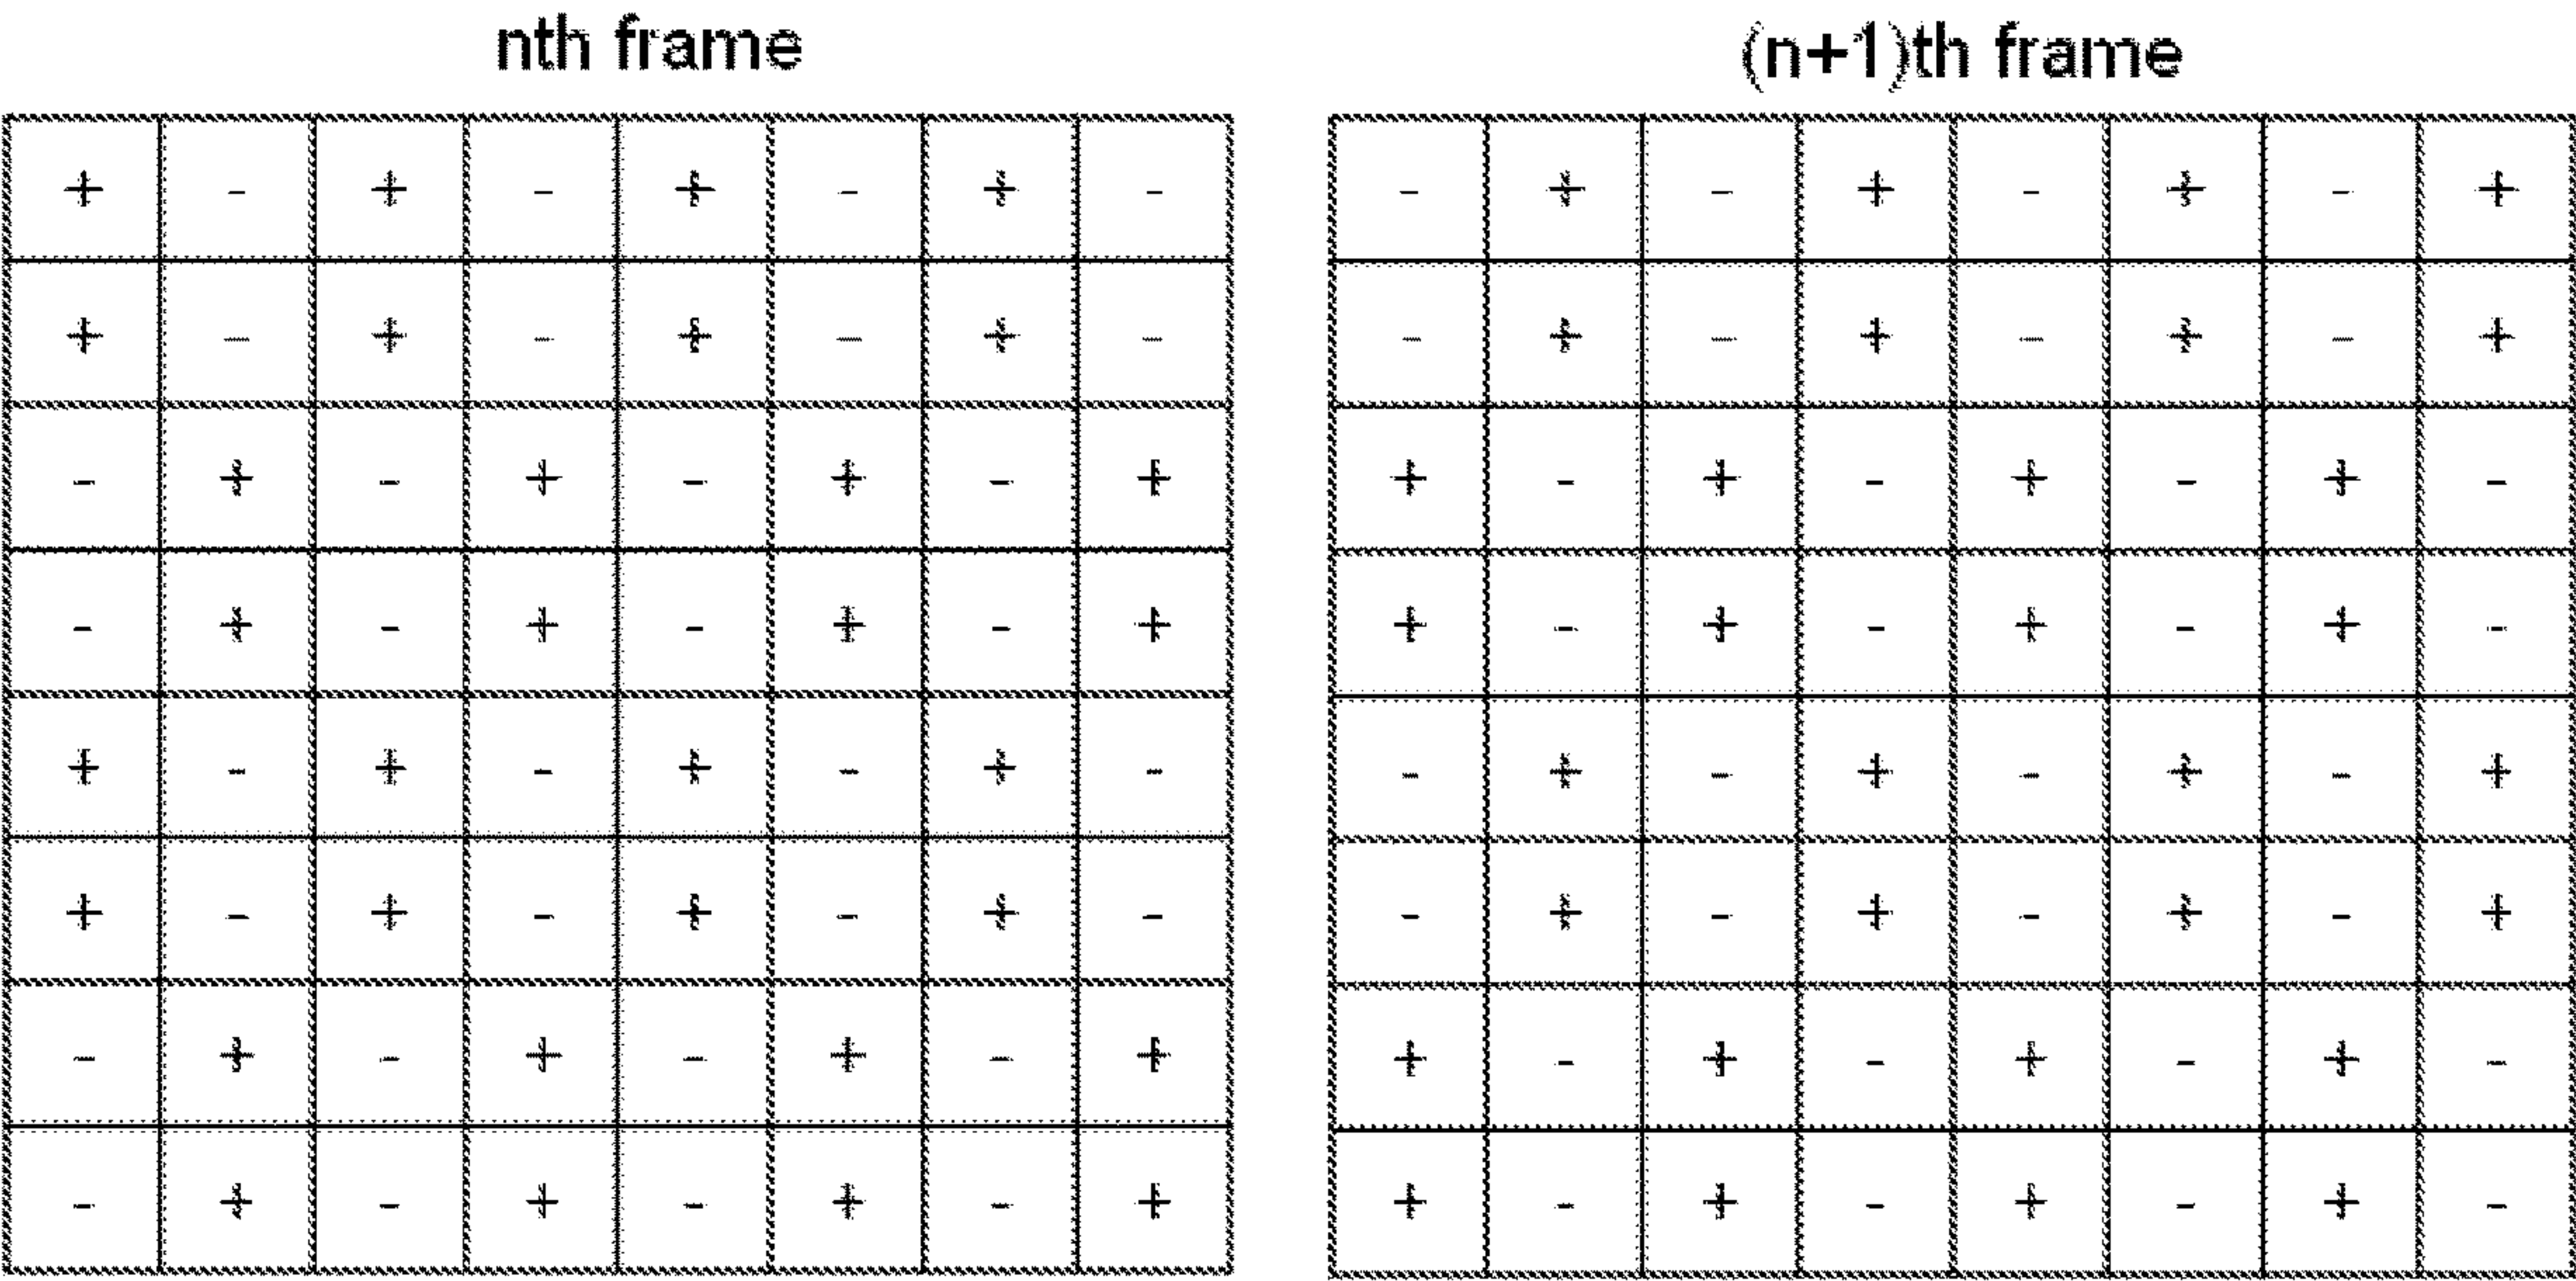 nth frame (n+1)th frame
+ - + - + - + - - + - + - + - +
+ - + - + - + - - + - + - + - +
- + - + - + - + + - + - + - + -
- + - + - + - + + - + - + - + -
+ - + - + - + - - + - + - + - +
+ - + - + - + - - + - + - + - +
- + - + - + - + + - + - + - + -
- + - + - + - + + - + - + - + -